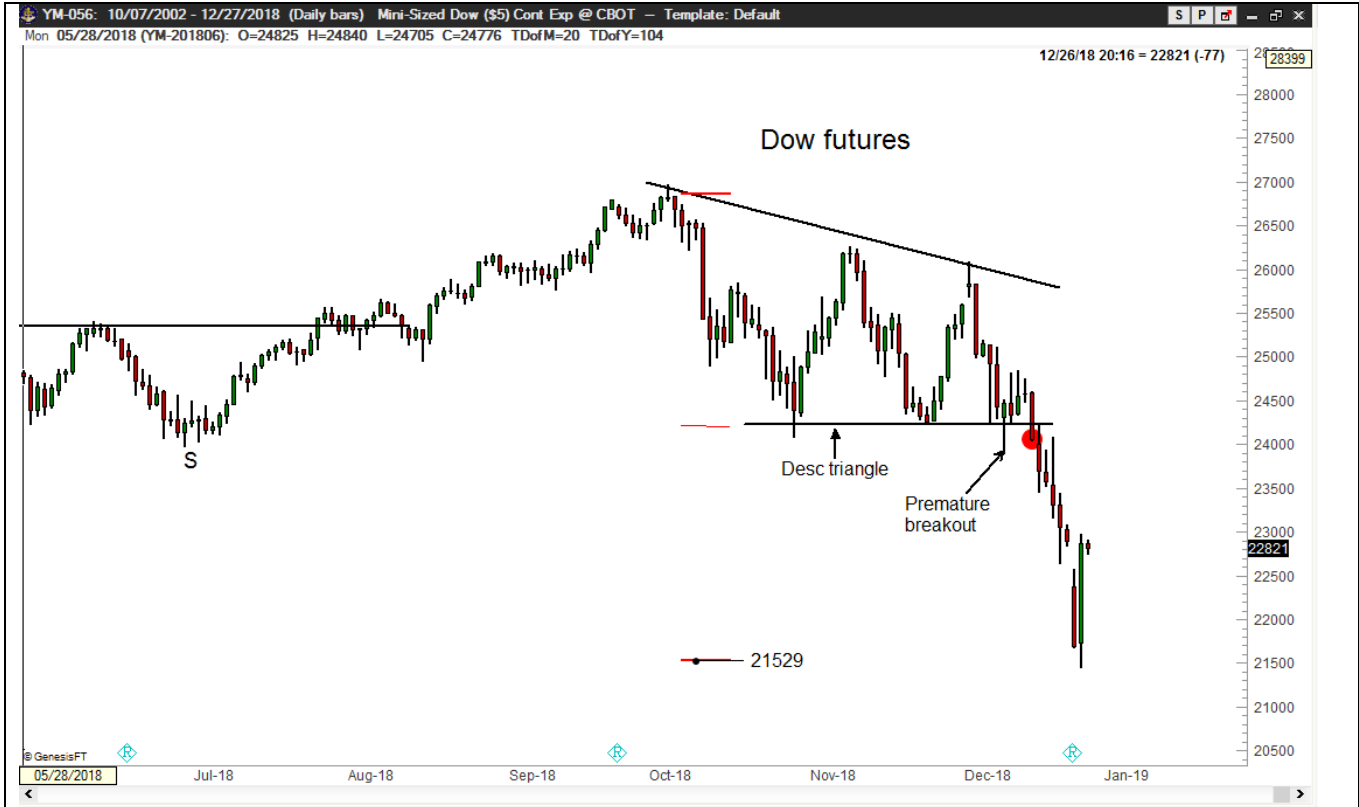 YM-056: 10/07/2002 - 12/27/2018 (Daily bars) Mini-Sized Dow ($5) Cont Exp @ CBOT – Template: Default
S P
Mon 05/28/2018 (YM-201806): O=24825 H=24840 L=24705 C=24776 TDofM=20 TDofY=104
12/26/18 20:16 = 22821 (-77)
28399
28000
Dow futures
27500
27000
26500
26000
25500
25000
24500
24000
S
Desc triangle
23500
Premature
breakout
23000
22821
22500
22000
21529
21500
21000
20500
R R R
© GenesisFT
05/28/2018 Jul-18 Aug-18 Sep-18 Oct-18 Nov-18 Dec-18 Jan-19